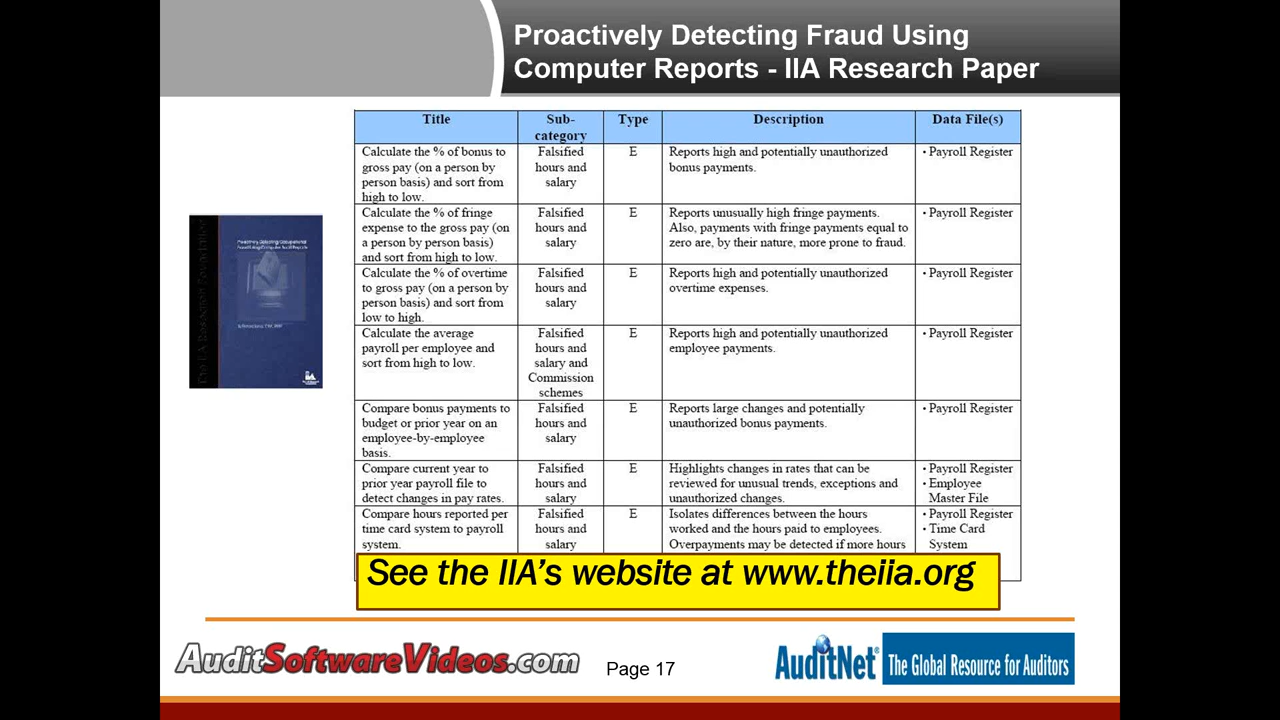 Proactively Detecting Fraud Using
Computer Reports - IIA Research Paper
Title
Sub-
category
Type
Description
Data File(s)
Calculate the % of bonus to
gross pay (on a person by
person basis) and sort from
high to low.
Falsified
hours and
salary
E
Reports high and potentially unauthorized
bonus payments.
• Payroll Register
Calculate the % of fringe
expense to the gross pay (on
a person by person basis)
and sort from high to low.
Falsified
hours and
salary
E
Reports unusually high fringe payments.
Also, payments with fringe payments equal to
zero are, by their nature, more prone to fraud.
• Payroll Register
Calculate the % of overtime
to gross pay (on a person by
person basis) and sort from
low to high.
Falsified
hours and
salary
E
Reports high and potentially unauthorized
overtime expenses.
• Payroll Register
Calculate the average
payroll per employee and
sort from high to low.
Falsified
hours and
salary and
Commission
schemes
E
Reports high and potentially unauthorized
employee payments.
• Payroll Register
Compare bonus payments to
budget or prior year on an
employee-by-employee
basis.
Falsified
hours and
salary
E
Reports large changes and potentially
unauthorized bonus payments.
• Payroll Register
Compare current year to
prior year payroll file to
detect changes in pay rates.
Falsified
hours and
salary
E
Highlights changes in rates that can be
reviewed for unusual trends, exceptions and
unauthorized changes.
• Payroll Register
• Employee
Master File
Compare hours reported per
time card system to payroll
system.
Falsified
hours and
salary
E
Isolates differences between the hours
worked and the hours paid to employees.
Overpayments may be detected if more hours
• Payroll Register
• Time Card
System
The IIA Research Foundation
Proactively Detecting Occupational
Fraud Using Computer Audit Reports
See the IIA's website at www.theiia.org
AuditSoftwareVideos.com
Page 17
AuditNet®
The Global Resource for Auditors